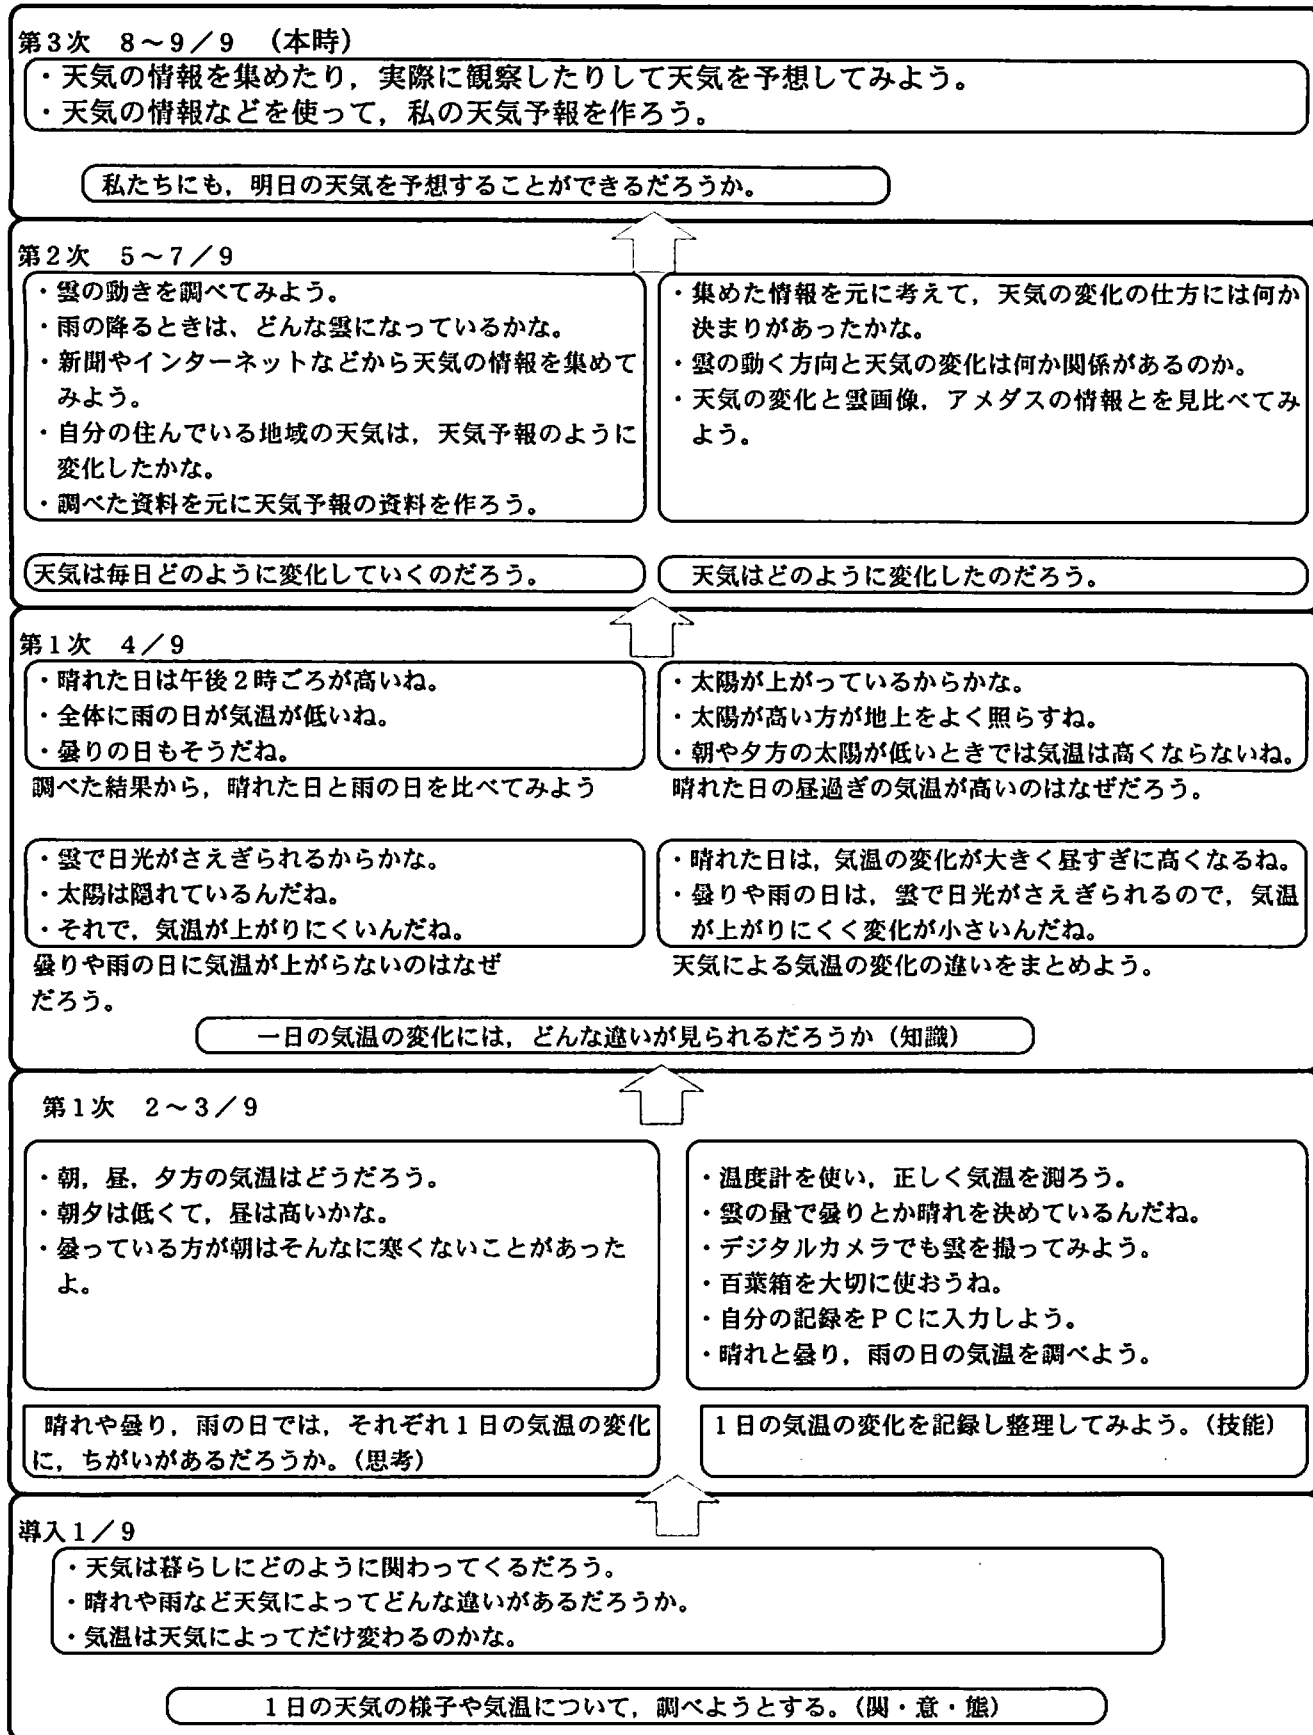 第3次 8～9／9 (本時)
・天気の情報を集めたり，実際に観察したりして天気を予想してみよう。
・天気の情報などを使って，私の天気予報を作ろう。
私たちにも，明日の天気を予想することができるだろうか。
第2次 5～7／9
・雲の動きを調べてみよう。
・雨の降るときは、どんな雲になっているかな。
・新聞やインターネットなどから天気の情報を集めて
みよう。
・自分の住んでいる地域の天気は，天気予報のように
変化したかな。
・調べた資料を元に天気予報の資料を作ろう。
・集めた情報を元に考えて，天気の変化の仕方には何か
決まりがあったかな。
・雲の動く方向と天気の変化は何か関係があるのか。
・天気の変化と雲画像，アメダスの情報とを見比べてみ
よう。
天気は毎日どのように変化していくのだろう。
天気はどのように変化したのだろう。
第1次 4／9
・晴れた日は午後2時ごろが高いね。
・全体に雨の日が気温が低いね。
・曇りの日もそうだね。
調べた結果から，晴れた日と雨の日を比べてみよう
・太陽が上がっているからかな。
・太陽が高い方が地上をよく照らすね。
・朝や夕方の太陽が低いときでは気温は高くならないね。
晴れた日の昼過ぎの気温が高いのはなぜだろう。
・雲で日光がさえぎられるからかな。
・太陽は隠れているんだね。
・それで，気温が上がりにくいんだね。
曇りや雨の日に気温が上がらないのはなぜ
だろう。
・晴れた日は，気温の変化が大きく昼すぎに高くなるね。
・曇りや雨の日は，雲で日光がさえぎられるので，気温
が上がりにくく変化が小さいんだね。
天気による気温の変化の違いをまとめよう。
一日の気温の変化には，どんな違いが見られるだろうか（知識）
第1次 2～3／9
・朝，昼，夕方の気温はどうだろう。
・朝夕は低くて，昼は高いかな。
・曇っている方が朝はそんなに寒くないことがあった
よ。
・温度計を使い，正しく気温を測ろう。
・雲の量で曇りとか晴れを決めているんだね。
・デジタルカメラでも雲を撮ってみよう。
・百葉箱を大切に使おうね。
・自分の記録をPCに入力しよう。
・晴れと曇り，雨の日の気温を調べよう。
晴れや曇り，雨の日では，それぞれ1日の気温の変化
に，ちがいがあるだろうか。(思考)
1日の気温の変化を記録し整理してみよう。(技能)
導入1／9
・天気は暮らしにどのように関わってくるだろう。
・晴れや雨など天気によってどんな違いがあるだろうか。
・気温は天気によってだけ変わるのかな。
1日の天気の様子や気温について，調べようとする。(関・意・態)